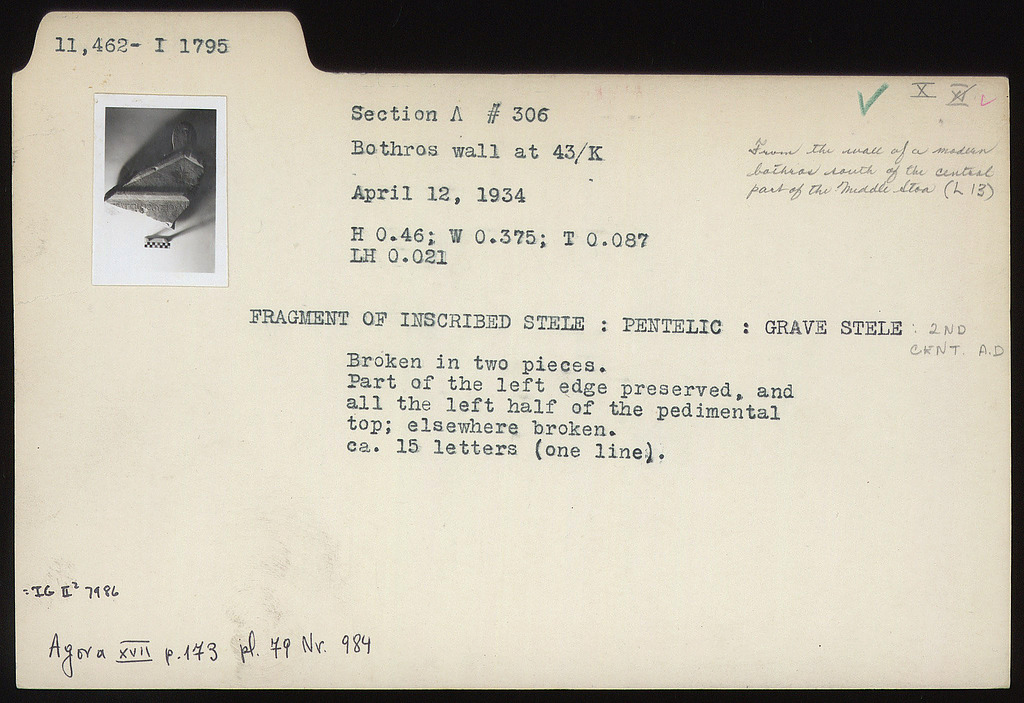 11,462- I 1795
X XI
Section Λ # 306
Bothros wall at 43/K
From the wall of a modern
bothros south of the central
part of the Middle Stoa (L 13)
April 12, 1934
H 0.46; W 0.375; T 0.087
LH 0.021
FRAGMENT OF INSCRIBED STELE : PENTELIC : GRAVE STELE : 2ND
CENT. A.D
Broken in two pieces.
Part of the left edge preserved, and
all the left half of the pedimental
top; elsewhere broken.
ca. 15 letters (one line).
=IG II² 7986
Agora XVII p.173 pl. 79 Nr. 984